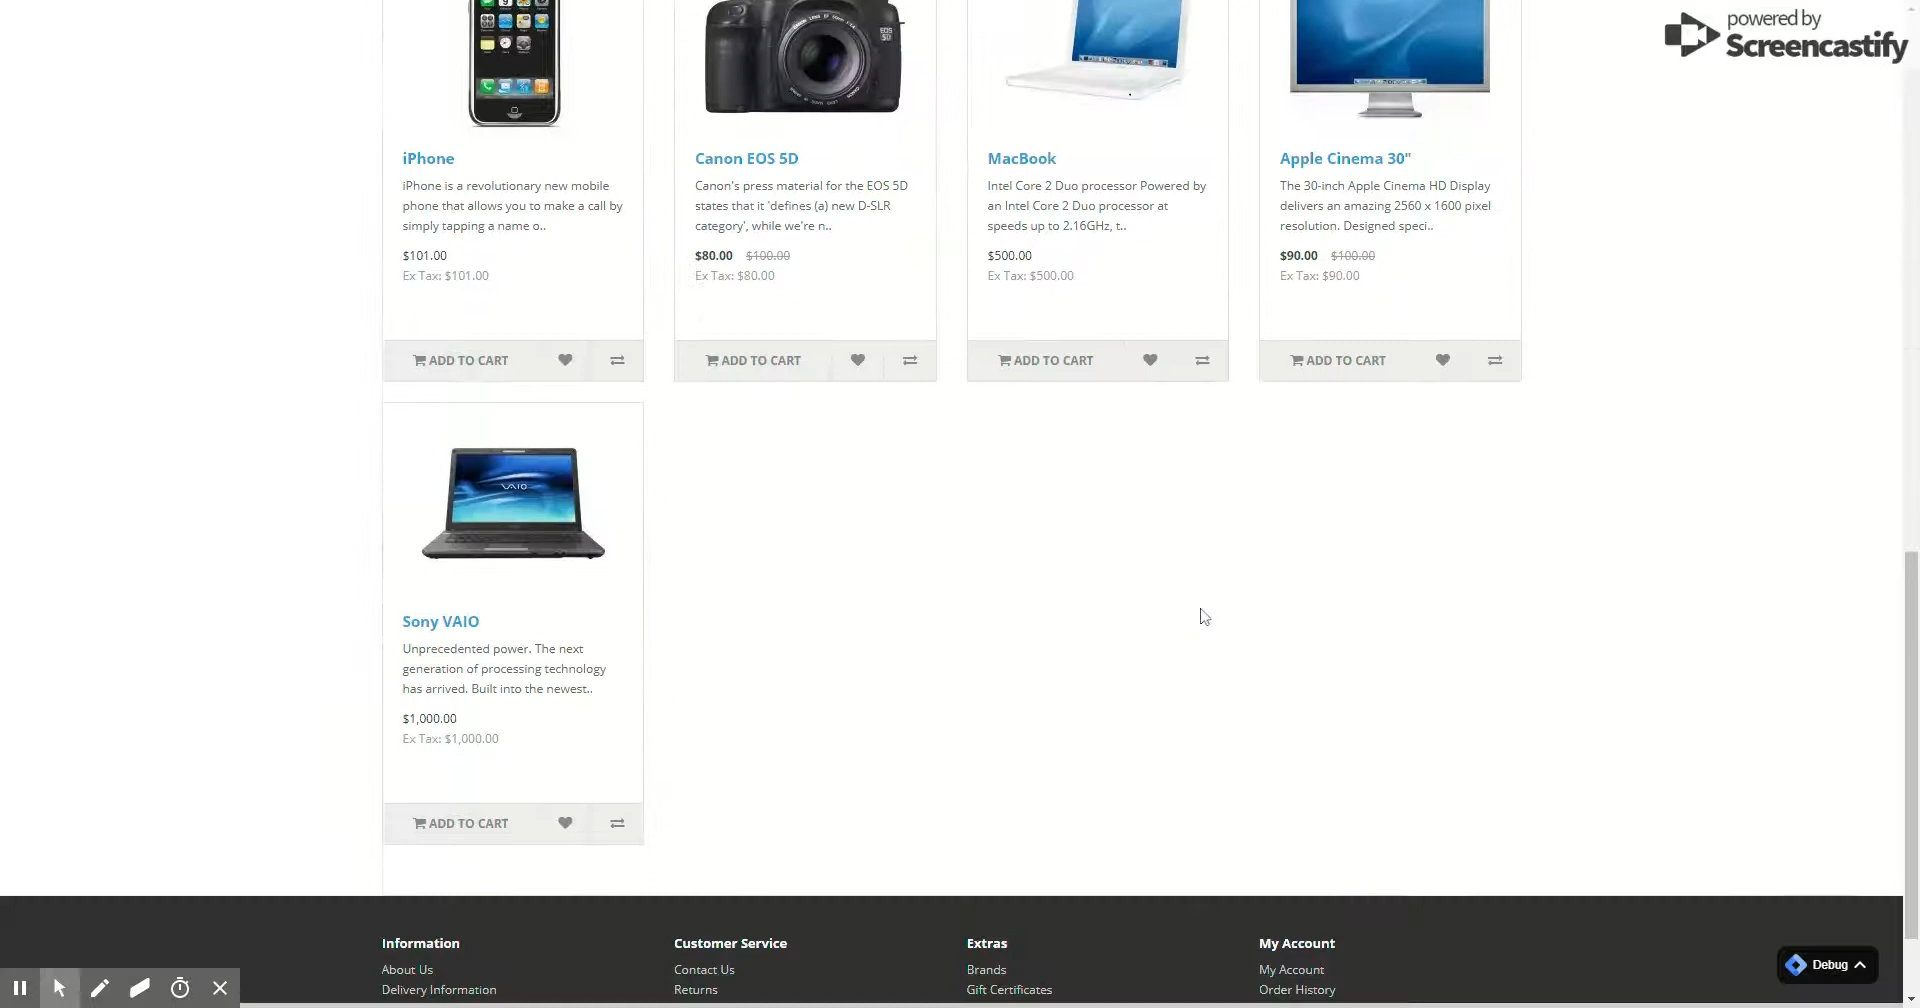 powered by
Screencastify
iPhone
Canon EOS 5D
MacBook
Apple Cinema 30"
iPhone is a revolutionary new mobile
phone that allows you to make a call by
simply tapping a name o..
Canon's press material for the EOS 5D
states that it 'defines (a) new D-SLR
category', while we're n..
Intel Core 2 Duo processor Powered by
an Intel Core 2 Duo processor at
speeds up to 2.16GHz, t..
The 30-inch Apple Cinema HD Display
delivers an amazing 2560 x 1600 pixel
resolution. Designed speci..
$101.00
Ex Tax: $101.00
$80.00 $100.00
Ex Tax: $80.00
$500.00
Ex Tax: $500.00
$90.00 $100.00
Ex Tax: $90.00
ADD TO CART
ADD TO CART
ADD TO CART
ADD TO CART
VAIO
Sony VAIO
Unprecedented power. The next
generation of processing technology
has arrived. Built into the newest..
$1,000.00
Ex Tax: $1,000.00
ADD TO CART
Information
About Us
Delivery Information
Customer Service
Contact Us
Returns
Extras
Brands
Gift Certificates
My Account
My Account
Order History
Debug